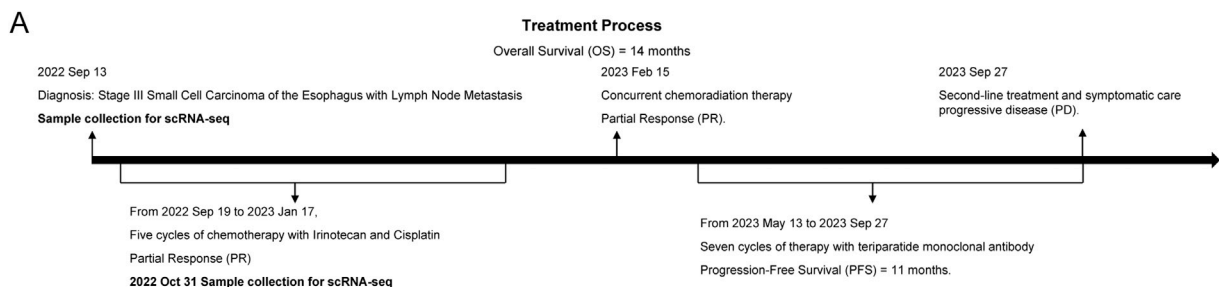 A
Treatment Process
Overall Survival (OS) = 14 months
2022 Sep 13
Diagnosis: Stage III Small Cell Carcinoma of the Esophagus with Lymph Node Metastasis
Sample collection for scRNA-seq
2023 Feb 15
Concurrent chemoradiation therapy
Partial Response (PR).
2023 Sep 27
Second-line treatment and symptomatic care
progressive disease (PD).
From 2022 Sep 19 to 2023 Jan 17,
Five cycles of chemotherapy with Irinotecan and Cisplatin
Partial Response (PR)
2022 Oct 31 Sample collection for scRNA-seq
From 2023 May 13 to 2023 Sep 27
Seven cycles of therapy with teriparatide monoclonal antibody
Progression-Free Survival (PFS) = 11 months.